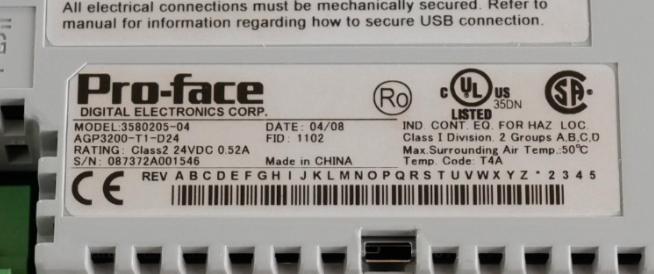 All electrical connections must be mechanically secured. Refer to
manual for information regarding how to secure USB connection.
Pro-face
DIGITAL ELECTRONICS CORP.
Ro
c UL US
35DN
LISTED
SA
MODEL:3580205-04
DATE: 04/08
IND. CONT. EQ. FOR HAZ. LOC.
AGP3200-T1-D24
FID: 1102
Class I Division. 2 Groups A,B,C,D
RATING: Class2 24VDC 0.52A
Max.Surrounding Air Temp.:50℃
S/N: 087372A001546
Made in CHINA
Temp. Code: T4A
CE
REV A B C D E F G H I J K L M N O P Q R S T U V W X Y Z * 2 3 4 5